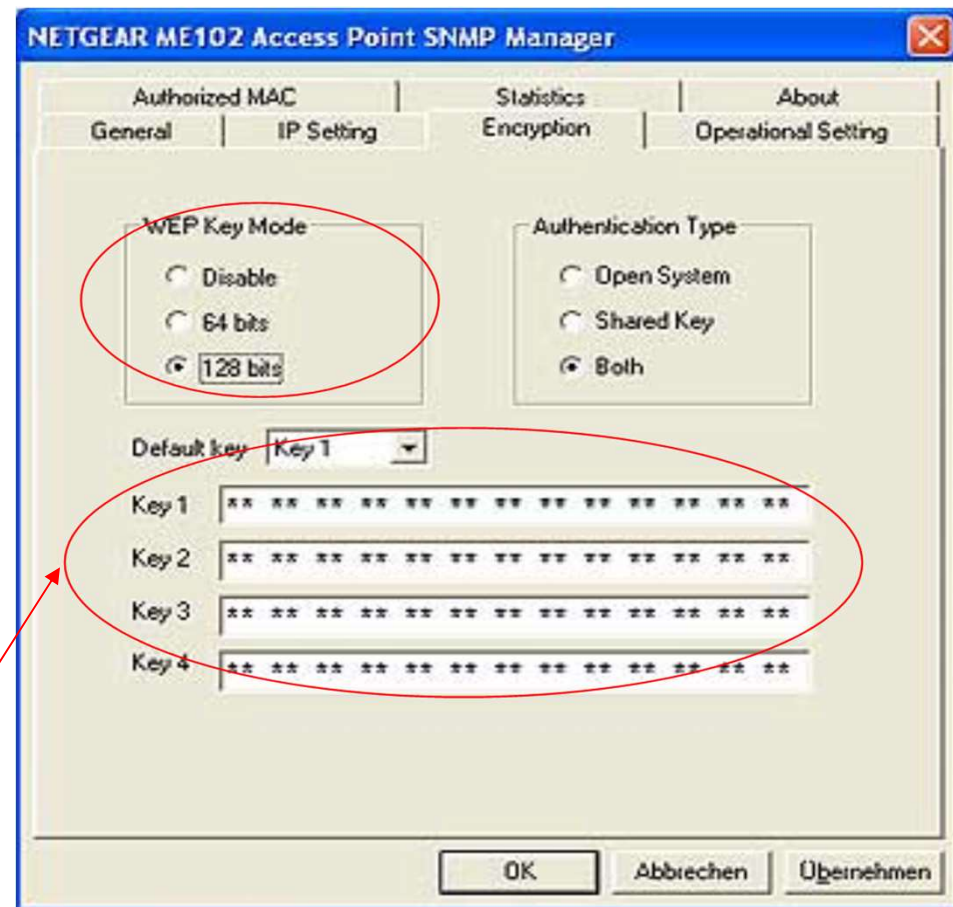 NETGEAR ME102 Access Point SNMP Manager
Authorized MAC Statistics About
General IP Setting Encryption Operational Setting
WEP Key Mode
Disable
64 bits
128 bits
Authentication Type
Open System
Shared Key
Both
Default key Key 1
Key 1 ** ** ** ** ** ** ** ** ** ** ** ** **
Key 2 ** ** ** ** ** ** ** ** ** ** ** ** **
Key 3 ** ** ** ** ** ** ** ** ** ** ** ** **
Key 4 ** ** ** ** ** ** ** ** ** ** ** ** **
OK Abbrechen Übernehmen